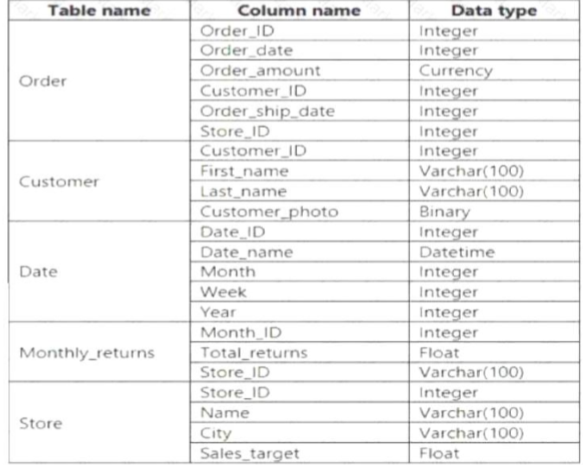 Table name Column name Data type
Order_ID Integer
Order_date Integer
Order_amount Currency
Order
Customer_ID Integer
Order_ship_date Integer
Store_ID Integer
Customer_ID Integer
First_name Varchar(100)
Customer
Last_name Varchar(100)
Customer_photo Binary
Date_ID Integer
Date_name Datetime
Date
Month Integer
Week Integer
Year Integer
Month_ID Integer
Monthly_returns Total_returns Float
Store_ID Varchar(100)
Store_ID Integer
Name Varchar(100)
Store
City Varchar(100)
Sales_target Float